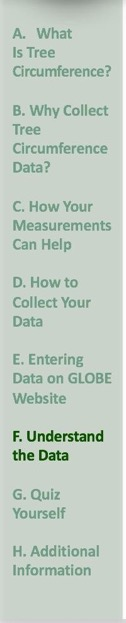 A. What
Is Tree
Circumference?
B. Why Collect
Tree
Circumference
Data?
C. How Your
Measurements
Can Help
D. How to
Collect Your
Data
E. Entering
Data on GLOBE
Website
F. Understand
the Data
G. Quiz
Yourself
H. Additional
Information